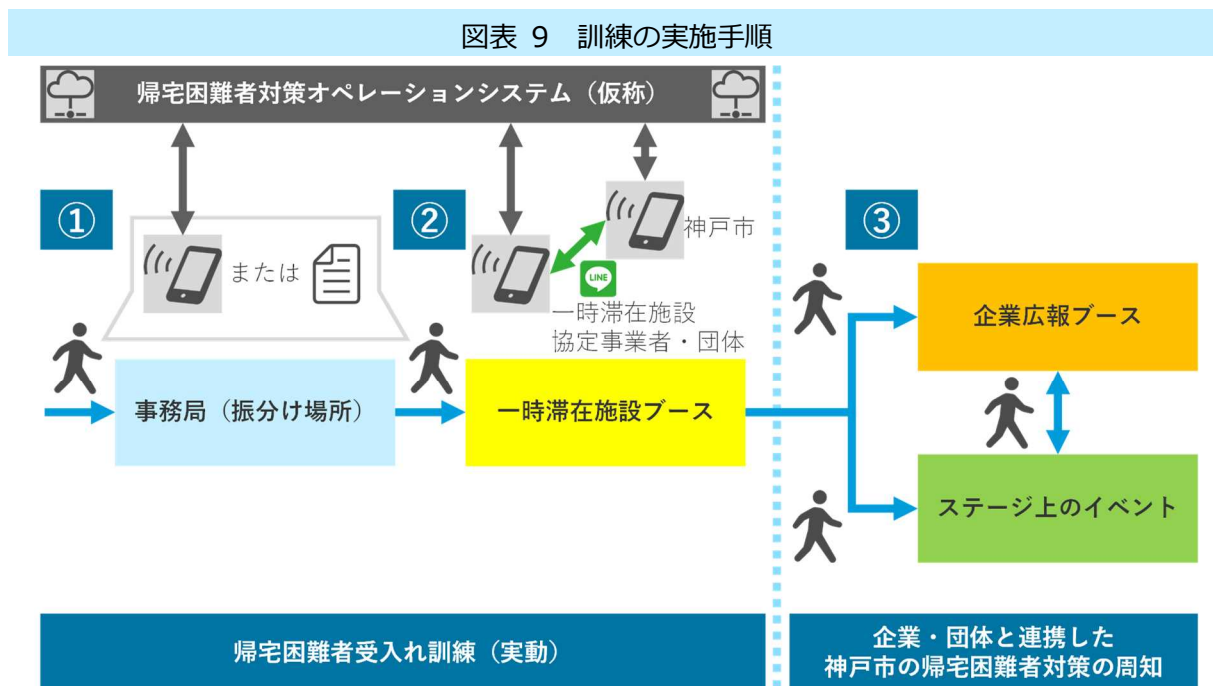 図表 9 訓練の実施手順
帰宅困難者対策オペレーションシステム（仮称）
①
または
②
神戸市
LINE
一時滞在施設
協定事業者・団体
③
事務局（振分け場所）
一時滞在施設ブース
企業広報ブース
ステージ上のイベント
帰宅困難者受入れ訓練（実動）
企業・団体と連携した
神戸市の帰宅困難者対策の周知